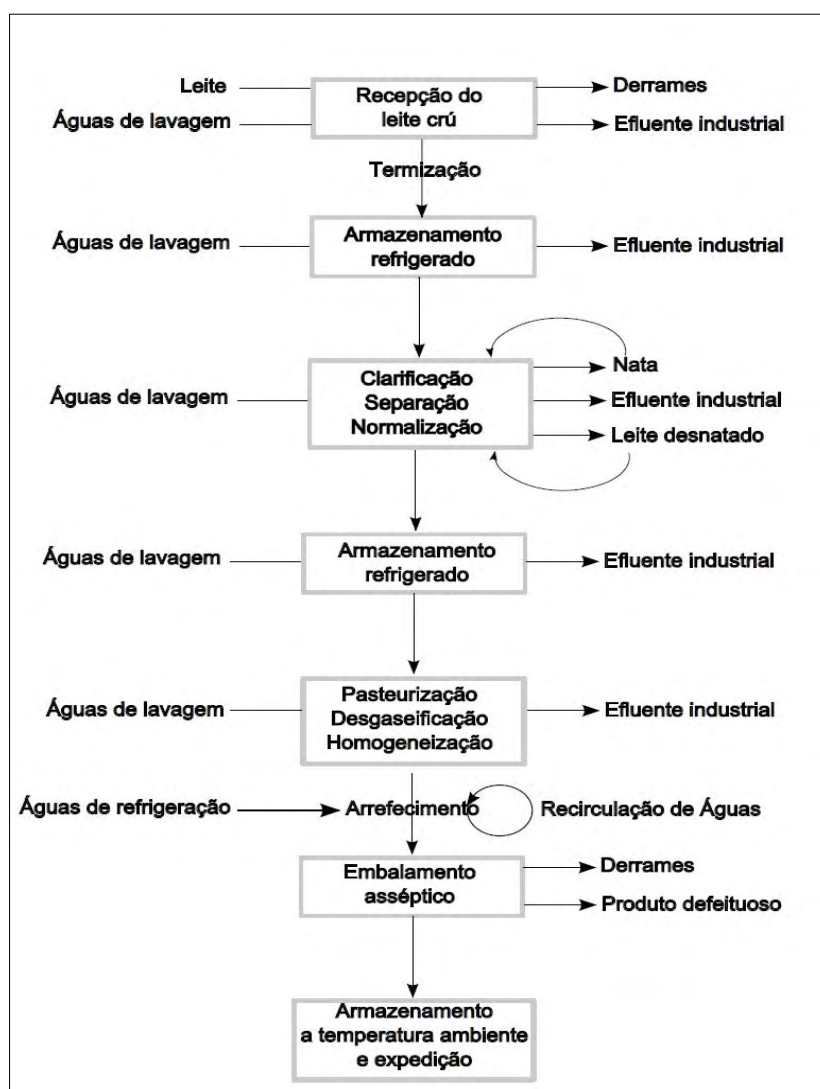 Leite
Recepção do
leite crú
Derrames
Águas de lavagem
Efluente industrial
Termização
Águas de lavagem
Armazenamento
refrigerado
Efluente industrial
Águas de lavagem
Clarificação
Separação
Normalização
Nata
Efluente industrial
Leite desnatado
Águas de lavagem
Armazenamento
refrigerado
Efluente industrial
Águas de lavagem
Pasteurização
Desgaseificação
Homogeneização
Efluente industrial
Águas de refrigeração
Arrefecimento
Recirculação de Águas
Embalamento
asséptico
Derrames
Produto defeituoso
Armazenamento
a temperatura ambiente
e expedição